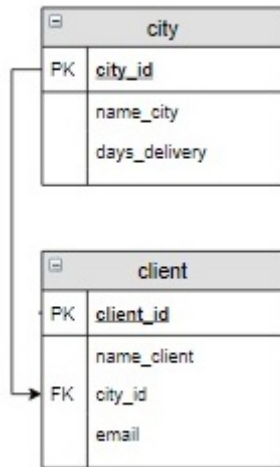 city
PK city_id
name_city
days_delivery
client
PK client_id
name_client
FK city_id
email